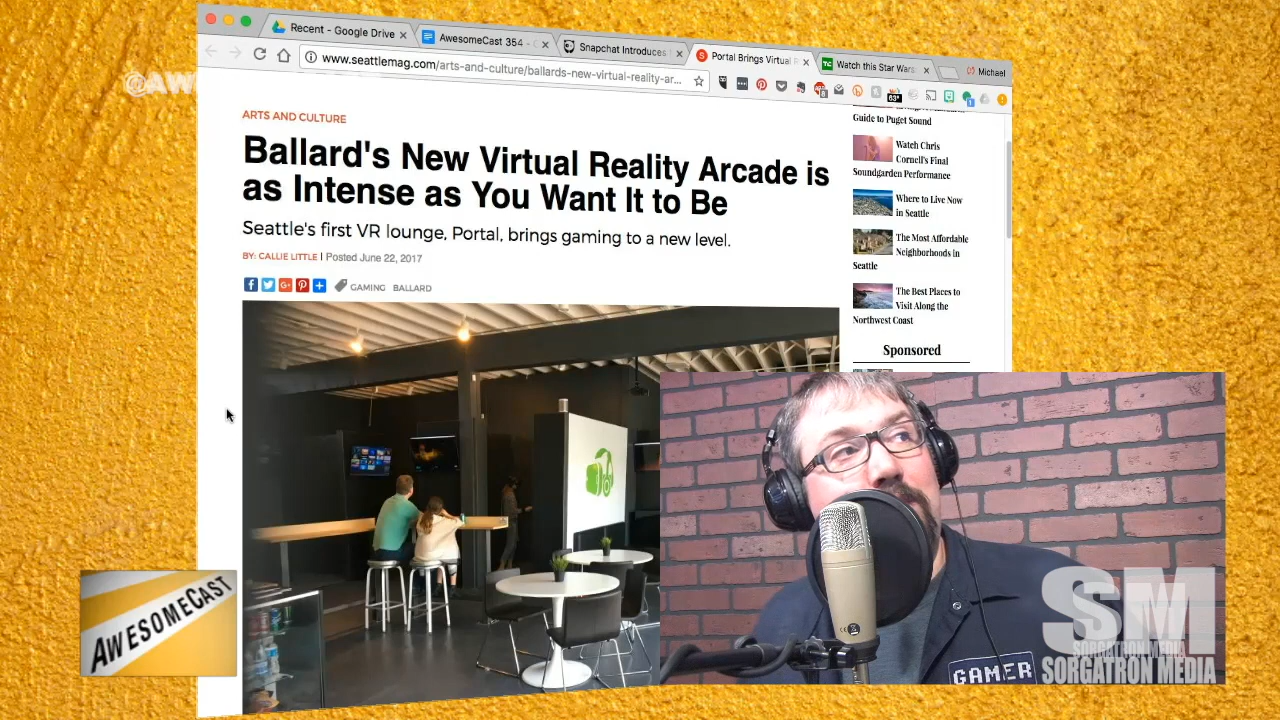 Recent - Google Drive
AwesomeCast 354 -
Snapchat Introduces
Portal Brings Virtual
Watch this Star Wars
Michael
www.seattlemag.com/arts-and-culture/ballards-new-virtual-reality-ar...
63°
@AW
ARTS AND CULTURE
Ballard's New Virtual Reality Arcade is
as Intense as You Want It to Be
Seattle's first VR lounge, Portal, brings gaming to a new level.
BY: CALLIE LITTLE | Posted June 22, 2017
GAMING BALLARD
Guide to Puget Sound
Watch Chris
Cornell's Final
Soundgarden Performance
Where to Live Now
in Seattle
The Most Affordable
Neighborhoods in
Seattle
The Best Places to
Visit Along the
Northwest Coast
Sponsored
AWESOMECAST
GAMER
SM
SORGATRON MEDIA
SORGATRON MEDIA